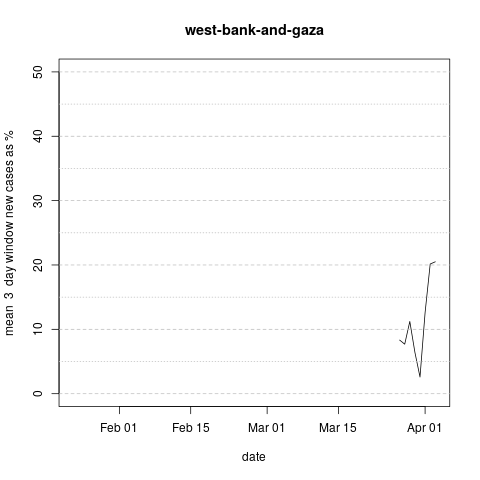 west-bank-and-gaza
mean 3 day window new cases as %
50
40
30
20
10
0
Feb 01 Feb 15 Mar 01 Mar 15 Apr 01
date